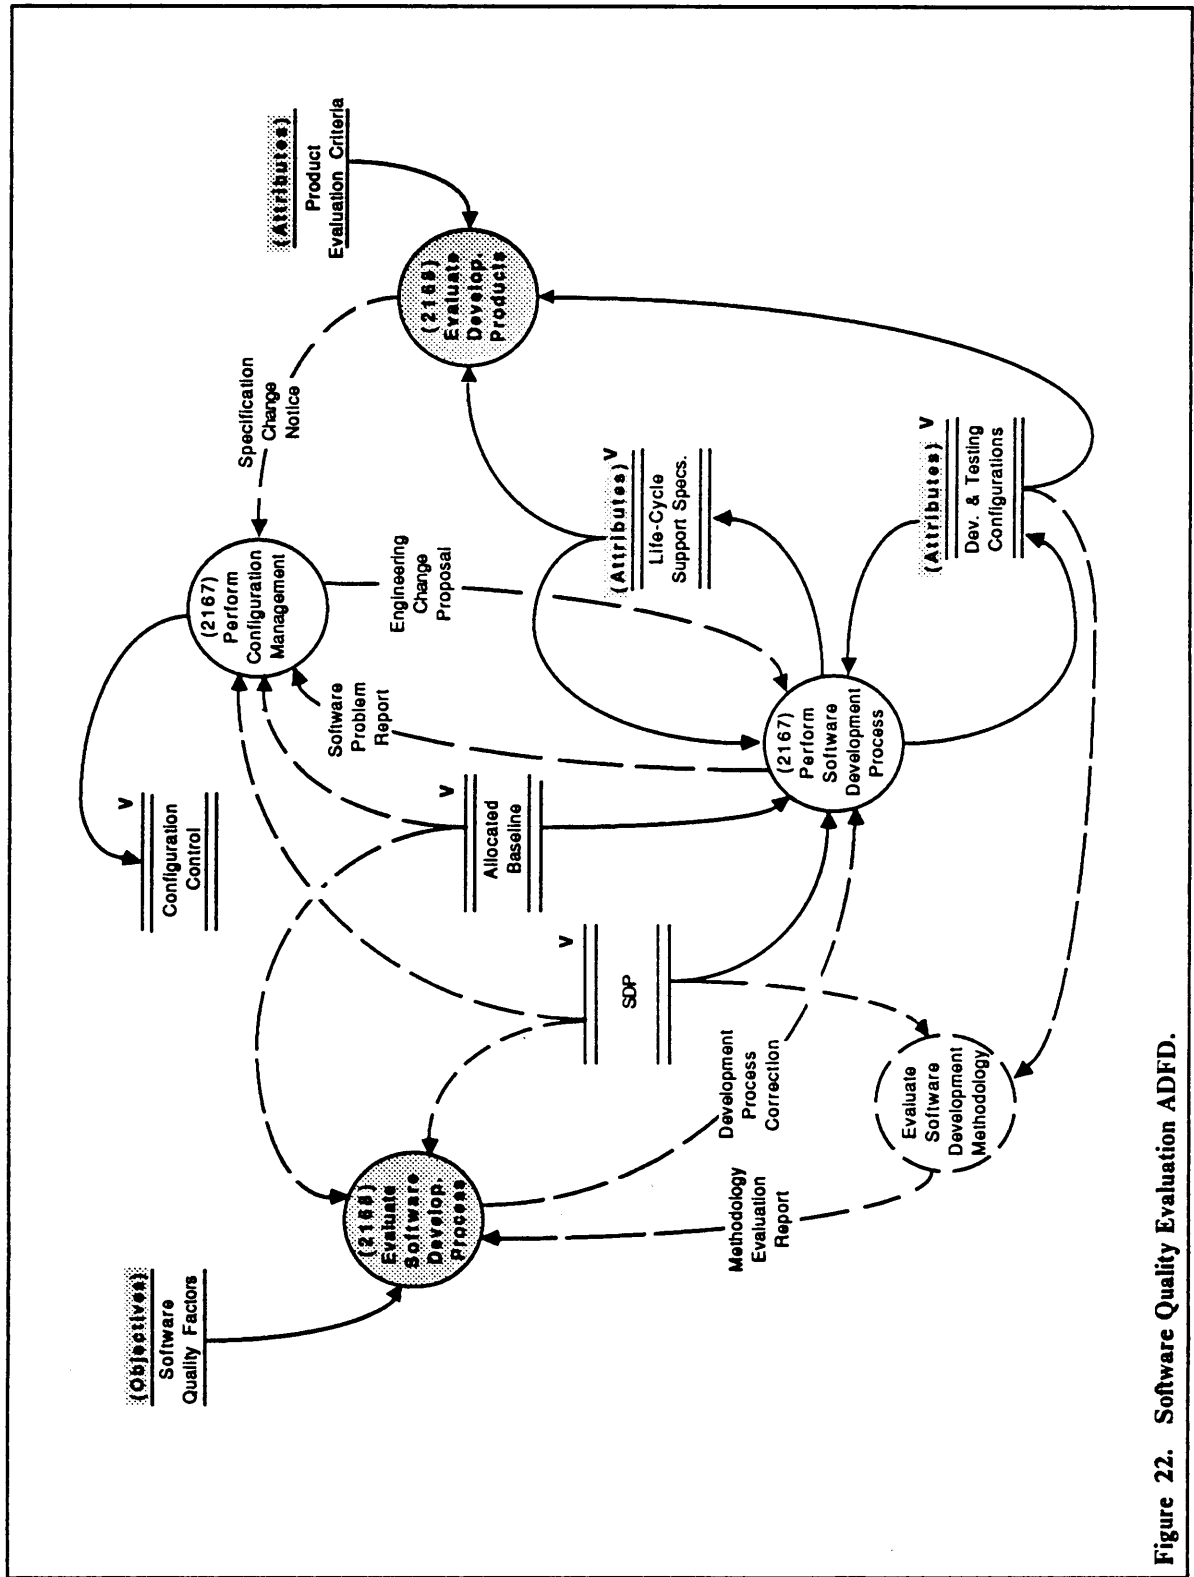 (Objectives)
Software
Quality Factors
(2168)
Evaluate
Software
Develop.
Process
Methodology
Evaluation
Report
Development
Process
Correction
Evaluate
Software
Development
Methodology
V
SDP
V
Configuration
Control
V
Allocated
Baseline
Software
Problem
Report
(2167)
Perform
Configuration
Management
Engineering
Change
Proposal
(2167)
Perform
Software
Development
Process
Specification
Change
Notice
(Attributes) V
Life-Cycle
Support Specs.
(Attributes) V
Dev. & Testing
Configurations
(2168)
Evaluate
Develop.
Products
(Attributes)
Product
Evaluation Criteria
Figure 22. Software Quality Evaluation ADFD.